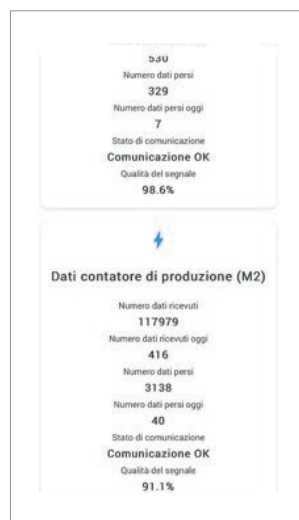 530
Numero dati persi
329
Numero dati persi oggi
7
Stato di comunicazione
Comunicazione OK
Qualità del segnale
98.6%
Dati contatore di produzione (M2)
Numero dati ricevuti
117979
Numero dati ricevuti oggi
416
Numero dati persi
3138
Numero dati persi oggi
40
Stato di comunicazione
Comunicazione OK
Qualità del segnale
91.1%